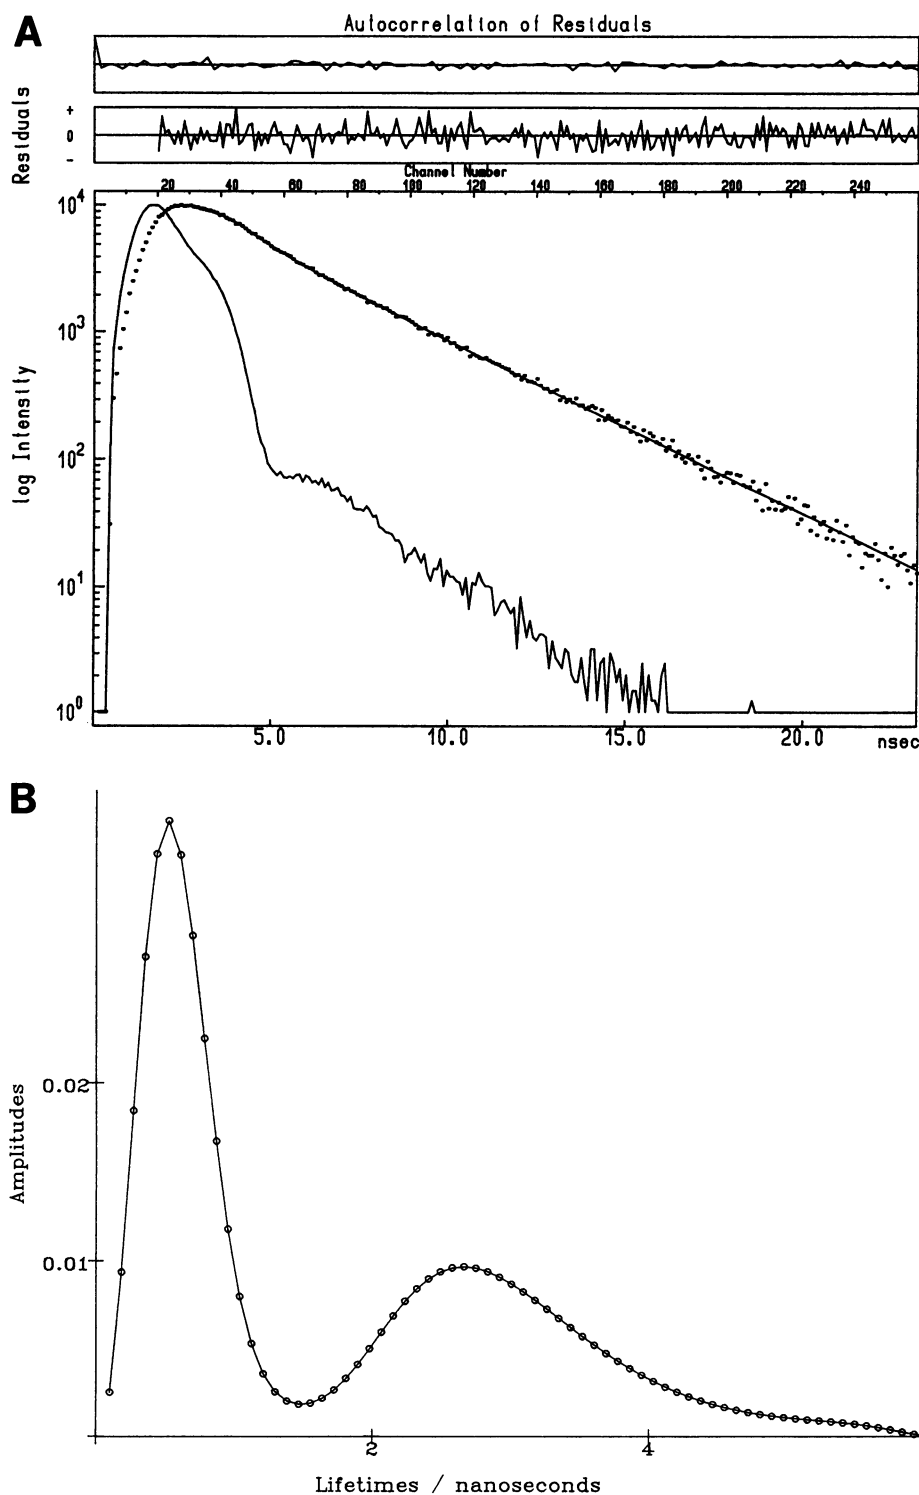 A
Autocorrelation of Residuals
Residuals
+
0
–
Channel Number
20 40 60 80 100 120 140 160 180 200 220 240
10⁴
10³
10²
10¹
10⁰
log Intensity
5.0 10.0 15.0 20.0 nsec
B
0.02
0.01
Amplitudes
2 4
Lifetimes / nanoseconds